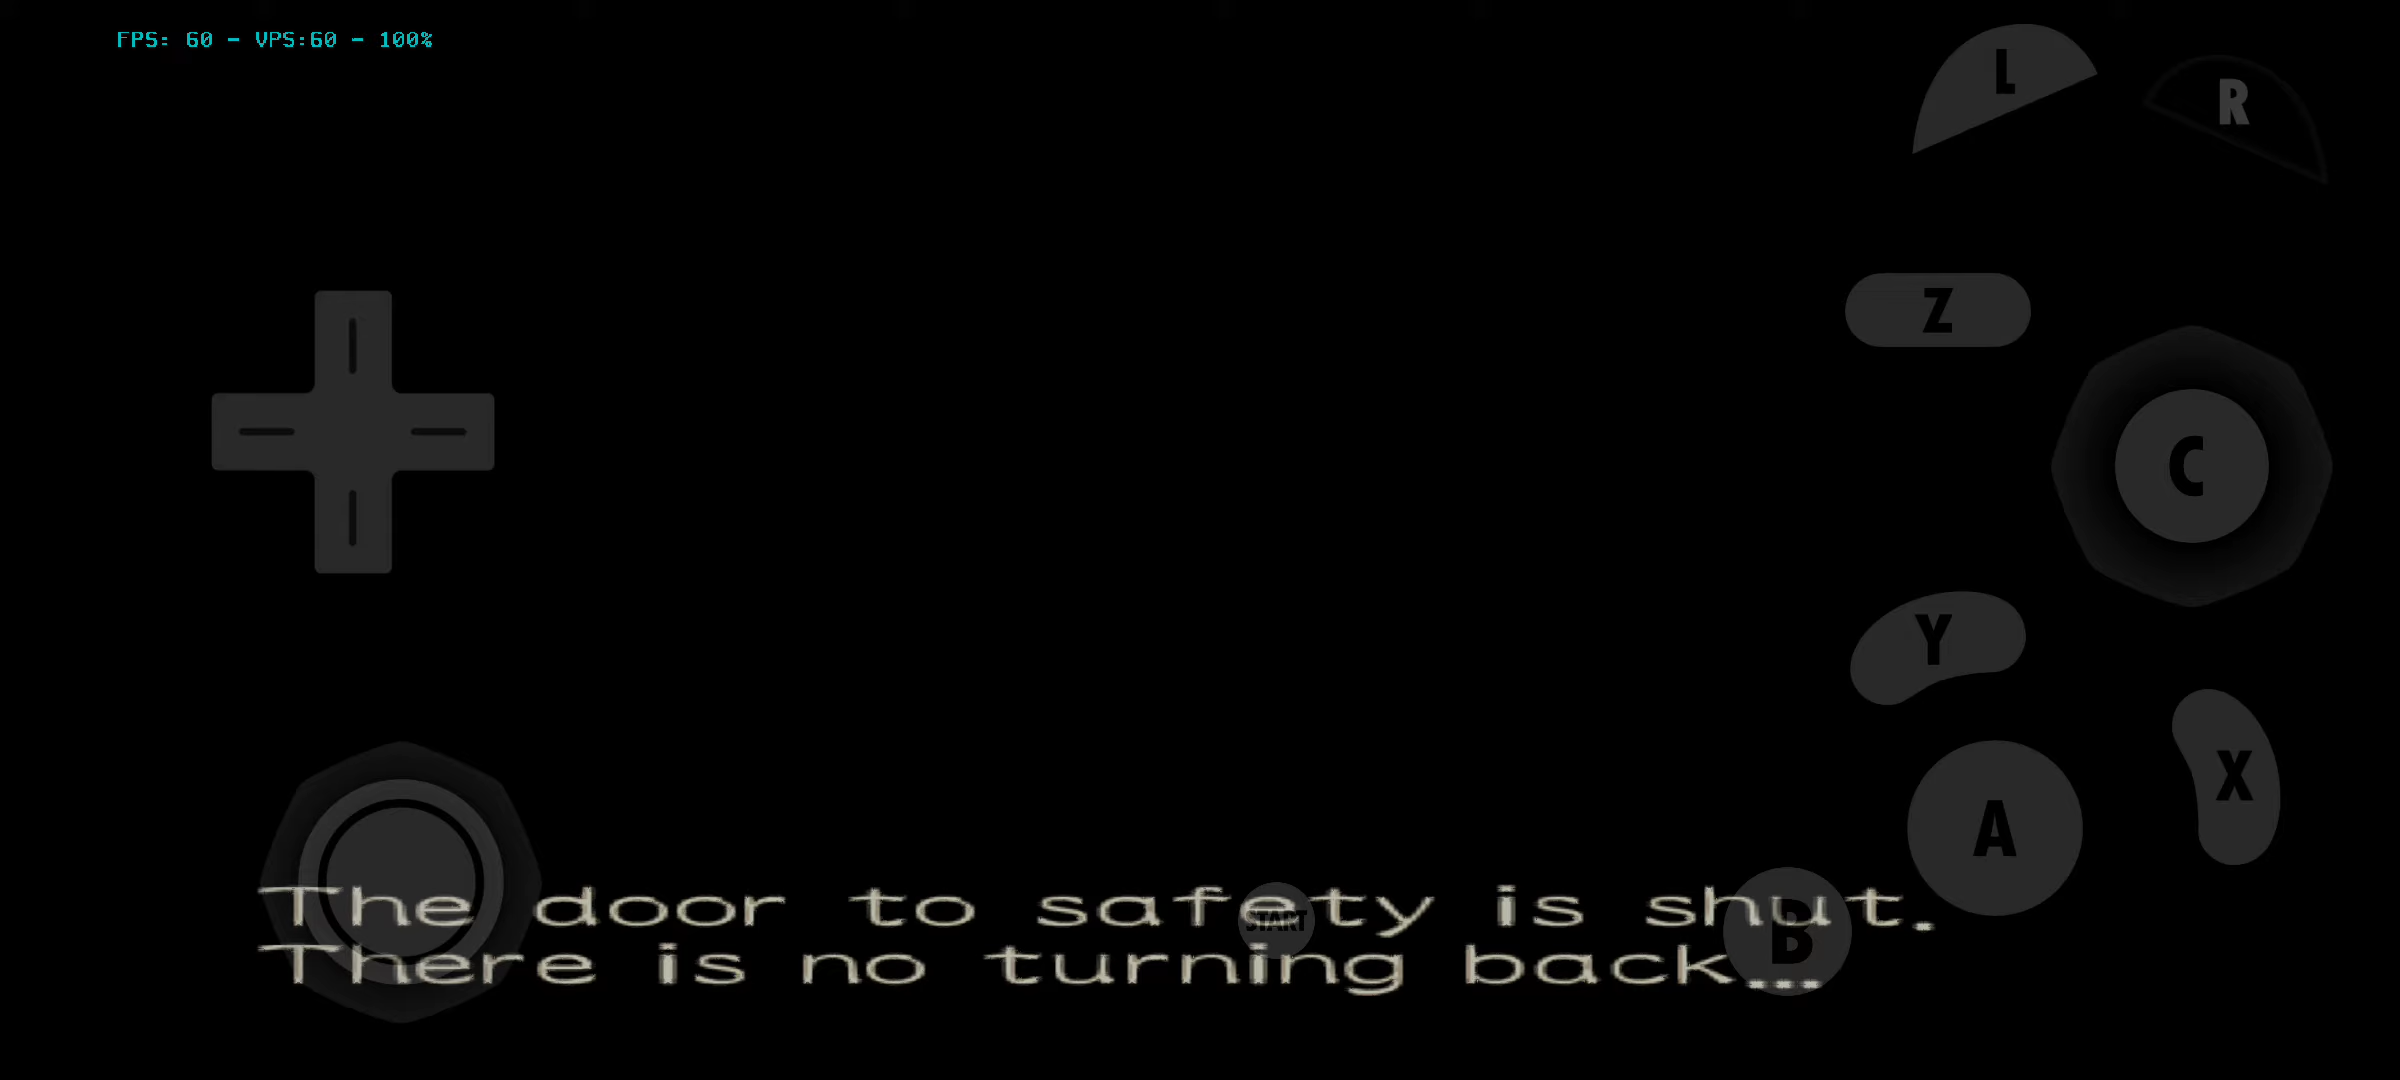 FPS: 60 - VPS:60 - 100%
L
R
Z
C
Y
X
A
START
B
The door to safety is shut.
There is no turning back...